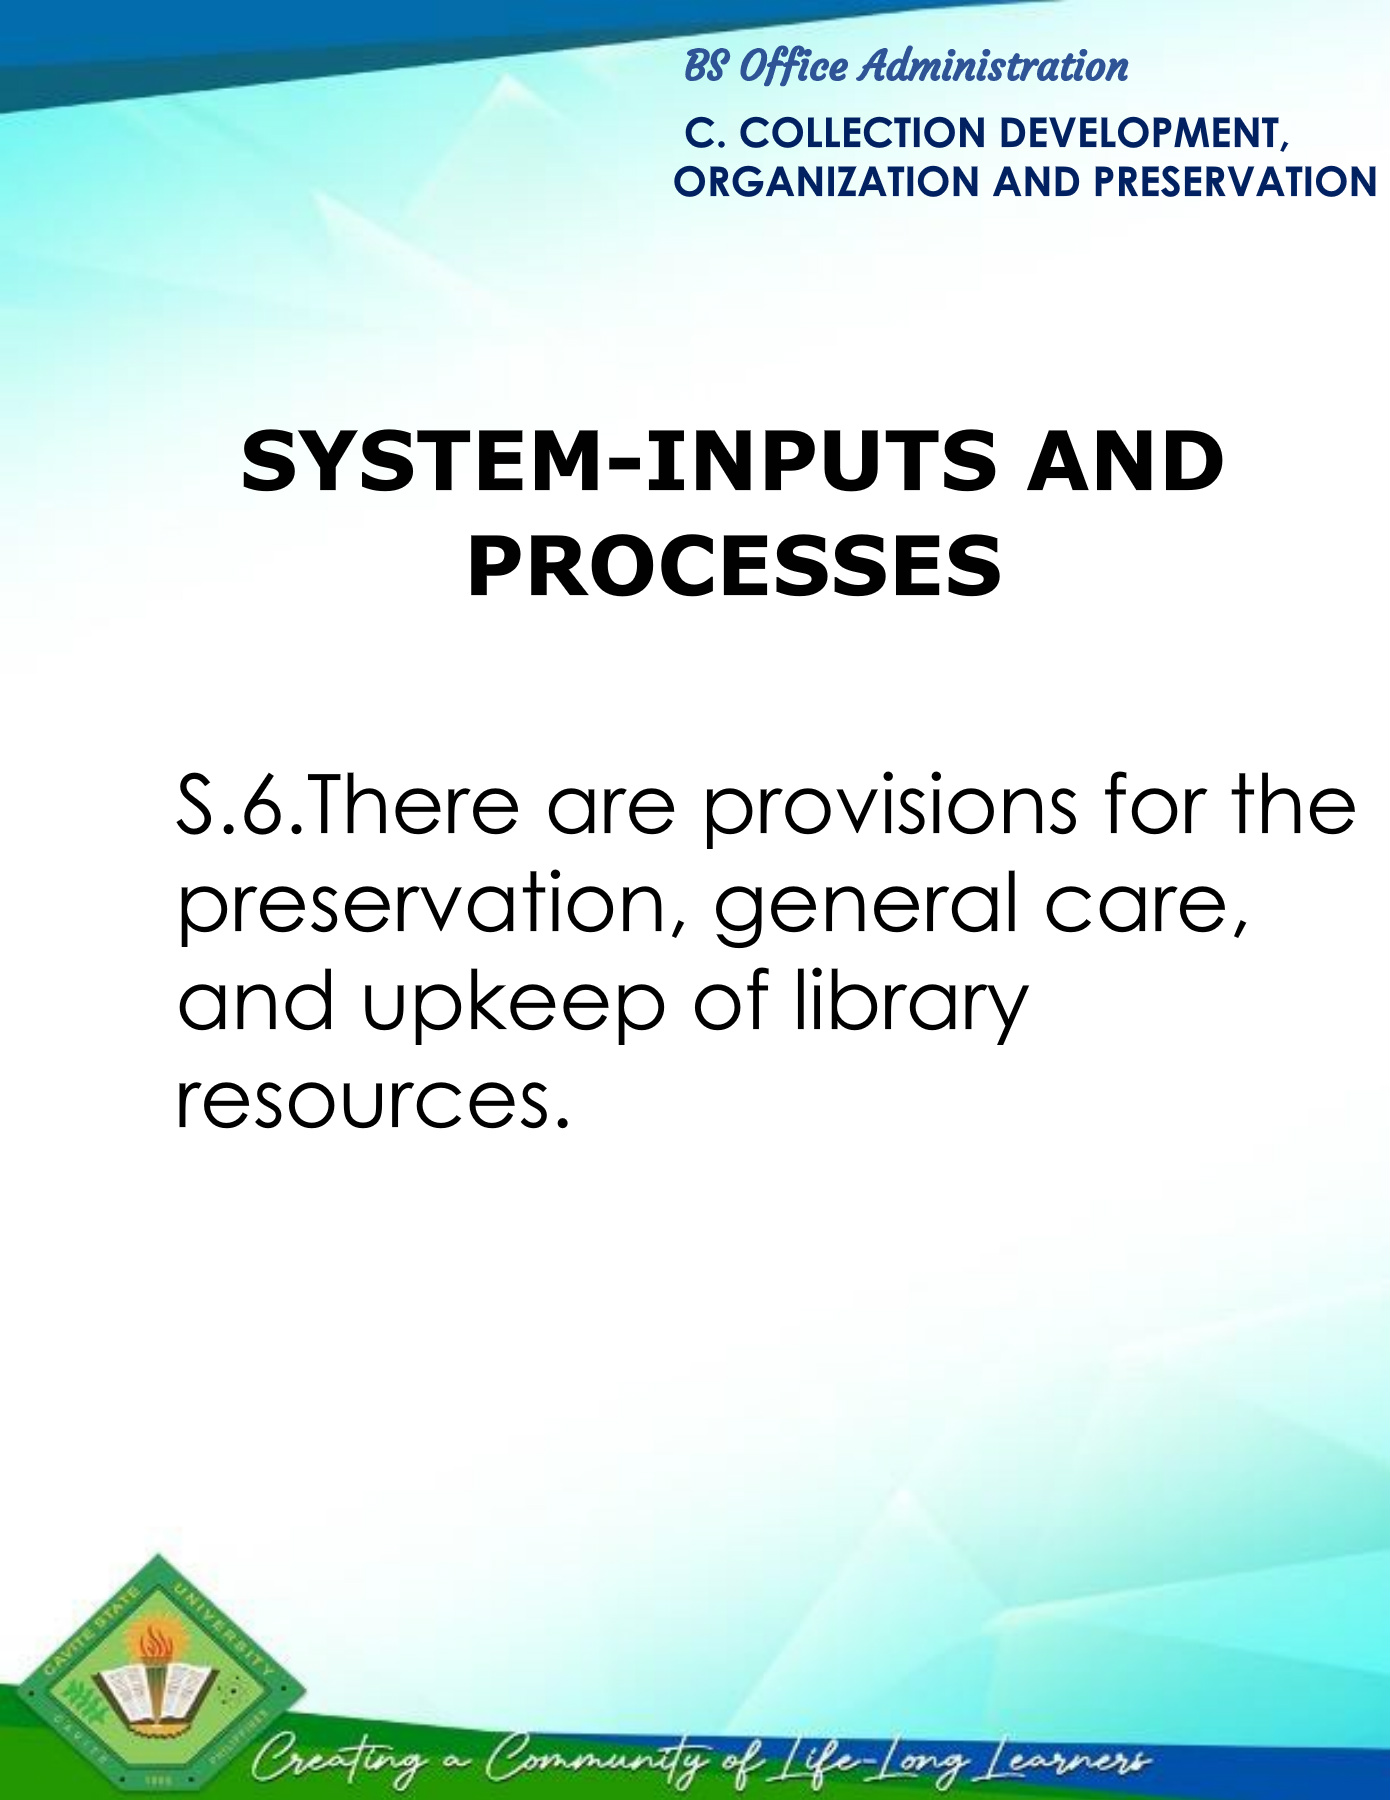 BS Office Administration
C. COLLECTION DEVELOPMENT,
ORGANIZATION AND PRESERVATION
SYSTEM-INPUTS AND
PROCESSES
S.6.There are provisions for the
preservation, general care,
and upkeep of library
resources.
CAVITE STATE UNIVERSITY
CAVITE PHILIPPINES
Creating a Community of Life-Long Learners